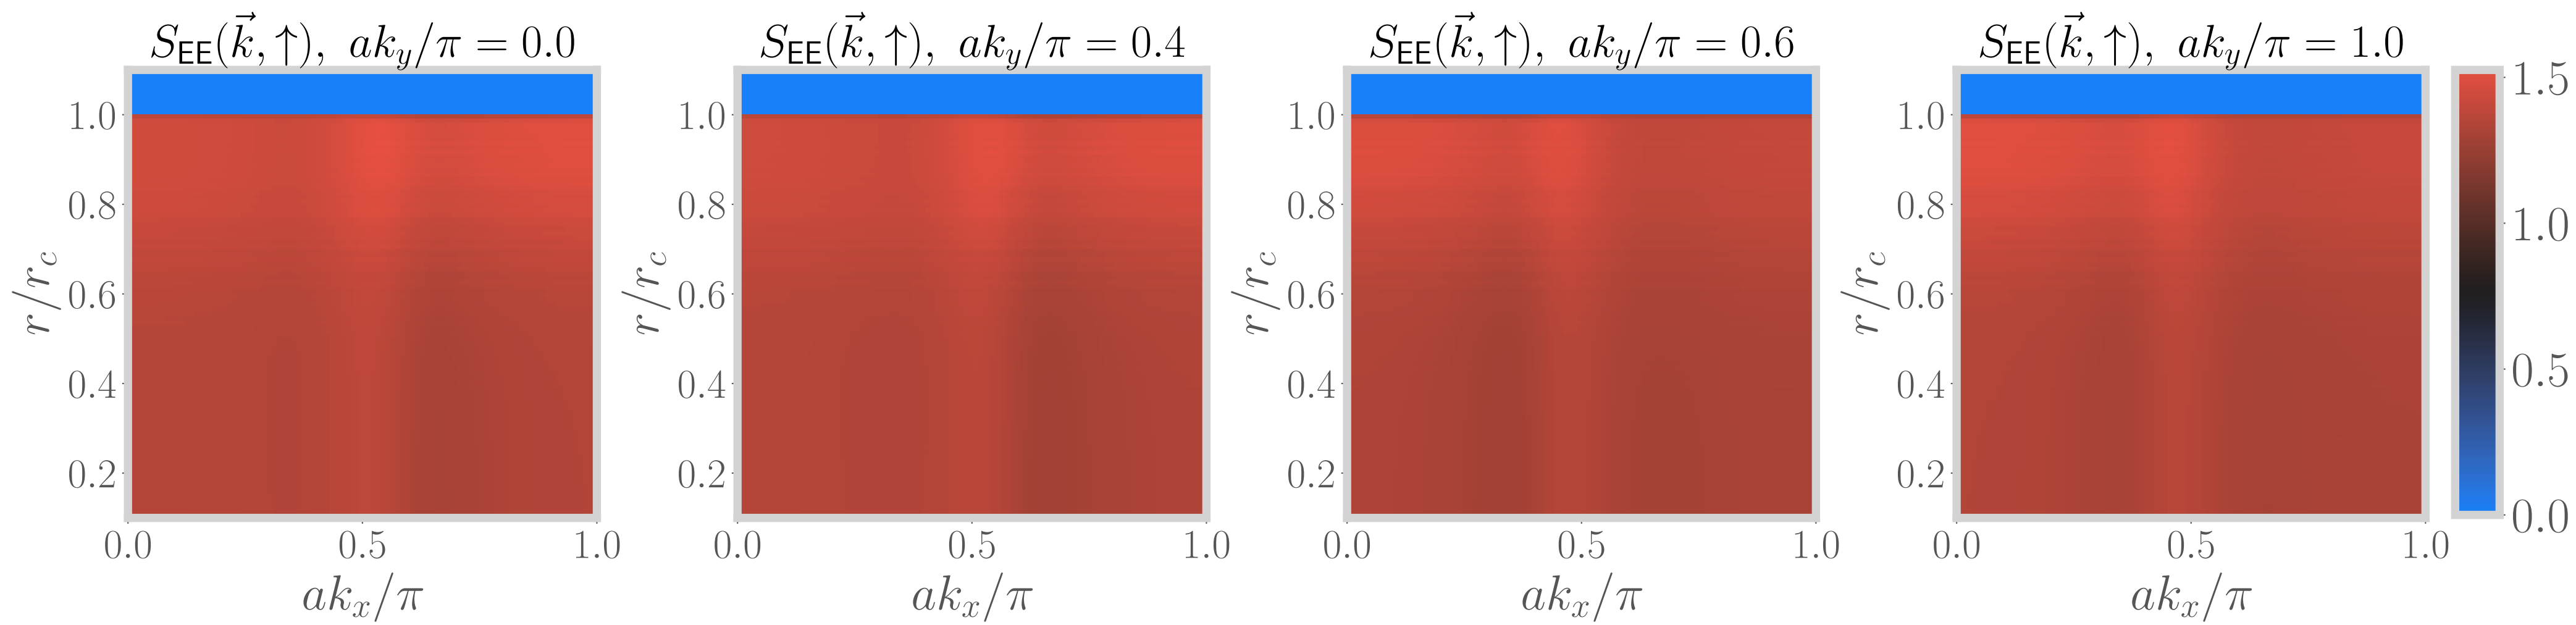 S_EE(k⃗, ↑), ak_y/π = 0.0
S_EE(k⃗, ↑), ak_y/π = 0.4
S_EE(k⃗, ↑), ak_y/π = 0.6
S_EE(k⃗, ↑), ak_y/π = 1.0
r/r_c
1.0
0.8
0.6
0.4
0.2
0.0 0.5 1.0
ak_x/π
r/r_c
1.0
0.8
0.6
0.4
0.2
0.0 0.5 1.0
ak_x/π
r/r_c
1.0
0.8
0.6
0.4
0.2
0.0 0.5 1.0
ak_x/π
r/r_c
1.0
0.8
0.6
0.4
0.2
0.0 0.5 1.0
ak_x/π
1.5
1.0
0.5
0.0